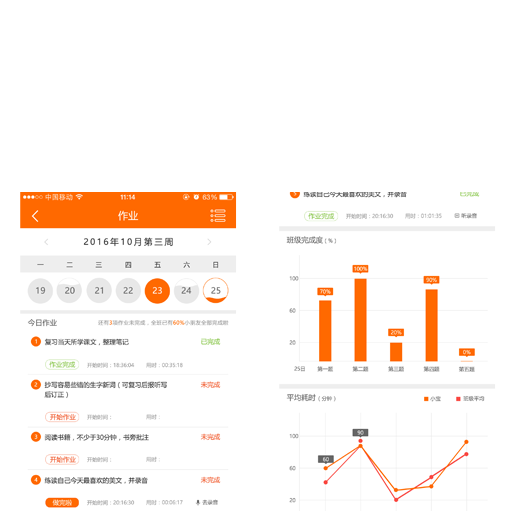 中国移动 11:14 63%
作业
2016年10月第三周
一 二 三 四 五 六 日
19 20 21 22 23 24 25
今日作业 还有3项作业未完成，全班已有60%小朋友全部完成啦
1 复习当天所学课文，整理笔记 已完成
作业完成 开始时间：18:36:04 用时：00:35:18
2 抄写容易些错的生字新词（可复习后报听写后订正） 未完成
开始作业 开始时间： 用时：
3 阅读书籍，不少于30分钟，书旁批注 未完成
开始作业 开始时间： 用时：
4 练读自己今天最喜欢的美文，并录音 未完成
做完啦 开始时间：20:16:50 用时：00:06:17 去录音
练读自己今天最喜欢的美文，并录音 已完成
作业完成 开始时间：20:16:50 用时：01:01:35 听录音
班级完成度（%）
100
60
20
70% 100% 20% 90% 0%
25日 第一题 第二题 第三题 第四题 第五题
平均耗时（分钟） 小宝 班级平均
100
60
20
60 90